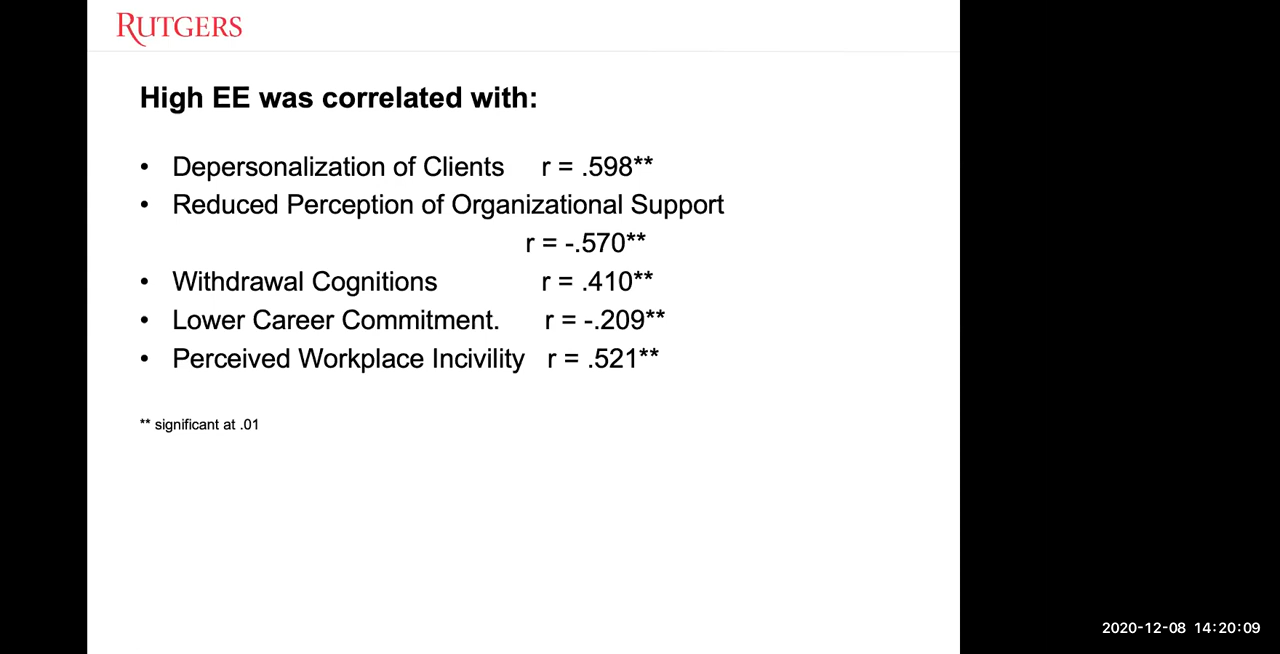 RUTGERS
High EE was correlated with:
• Depersonalization of Clients r = .598**
• Reduced Perception of Organizational Support
r = -.570**
• Withdrawal Cognitions r = .410**
• Lower Career Commitment. r = -.209**
• Perceived Workplace Incivility r = .521**
** significant at .01
2020-12-08 14:20:09